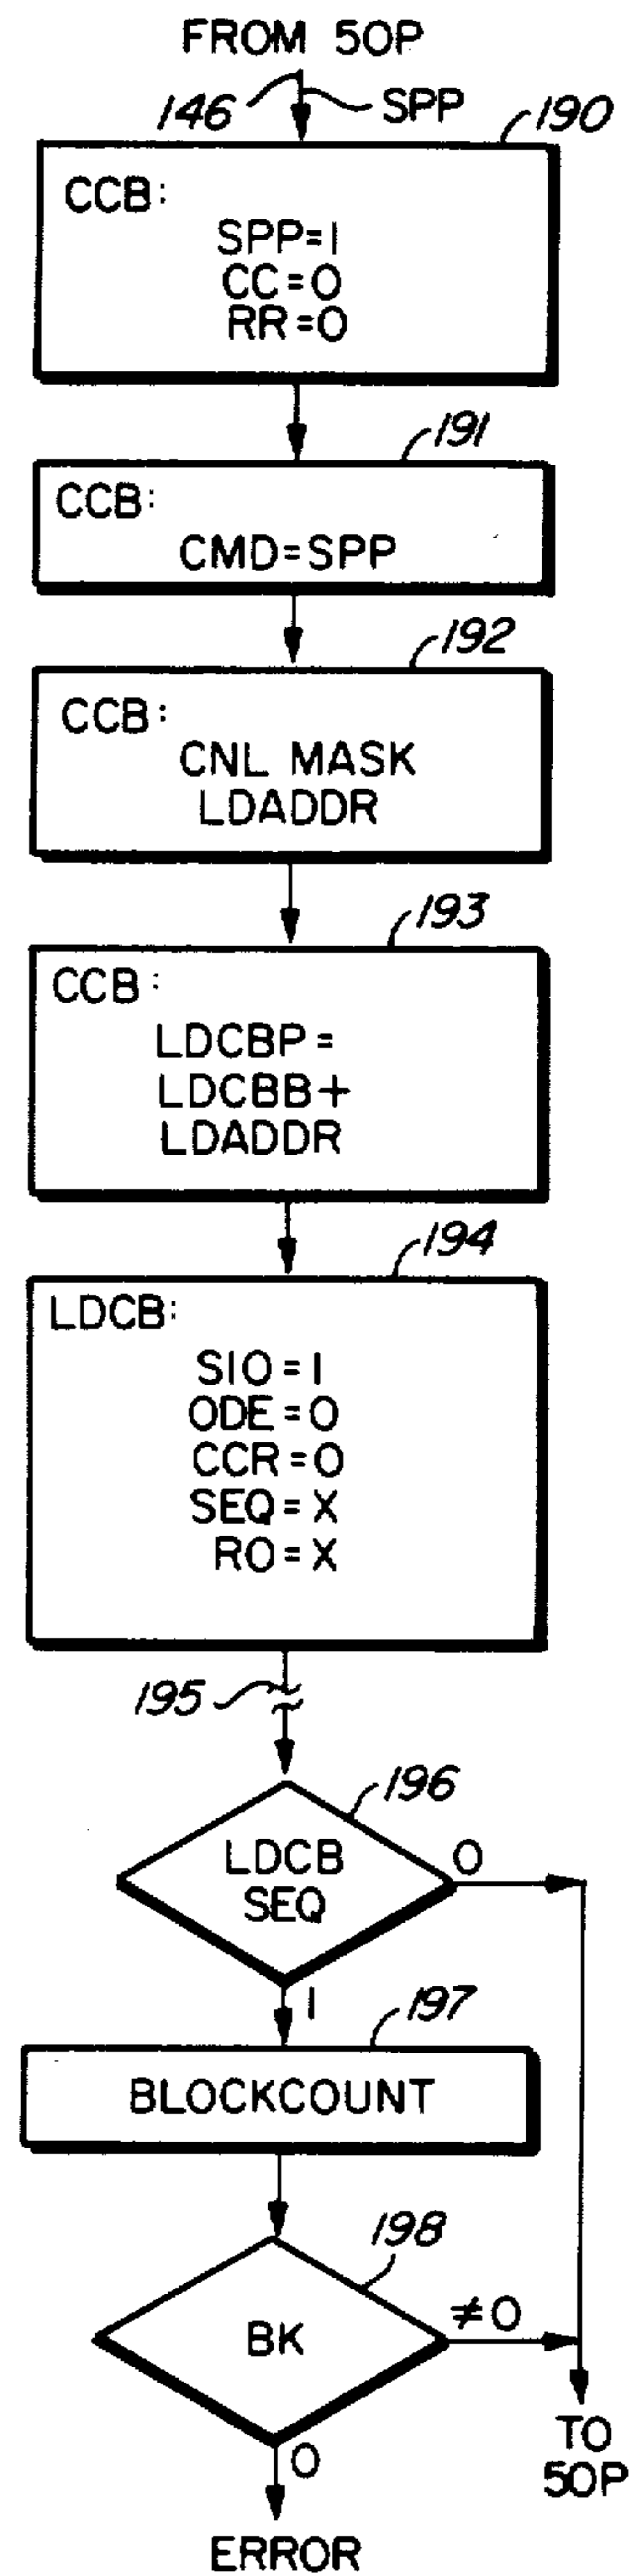 FROM 50P
146 SPP
190
CCB:
SPP=1
CC=0
RR=0
191
CCB:
CMD=SPP
192
CCB:
CNL MASK
LDADDR
193
CCB:
LDCBP=
LDCBB+
LDADDR
194
LDCB:
SIO=1
ODE=0
CCR=0
SEQ=X
RO=X
195
196
LDCB
SEQ
0
1
197
BLOCKCOUNT
198
BK
≠0
0
TO
50P
ERROR